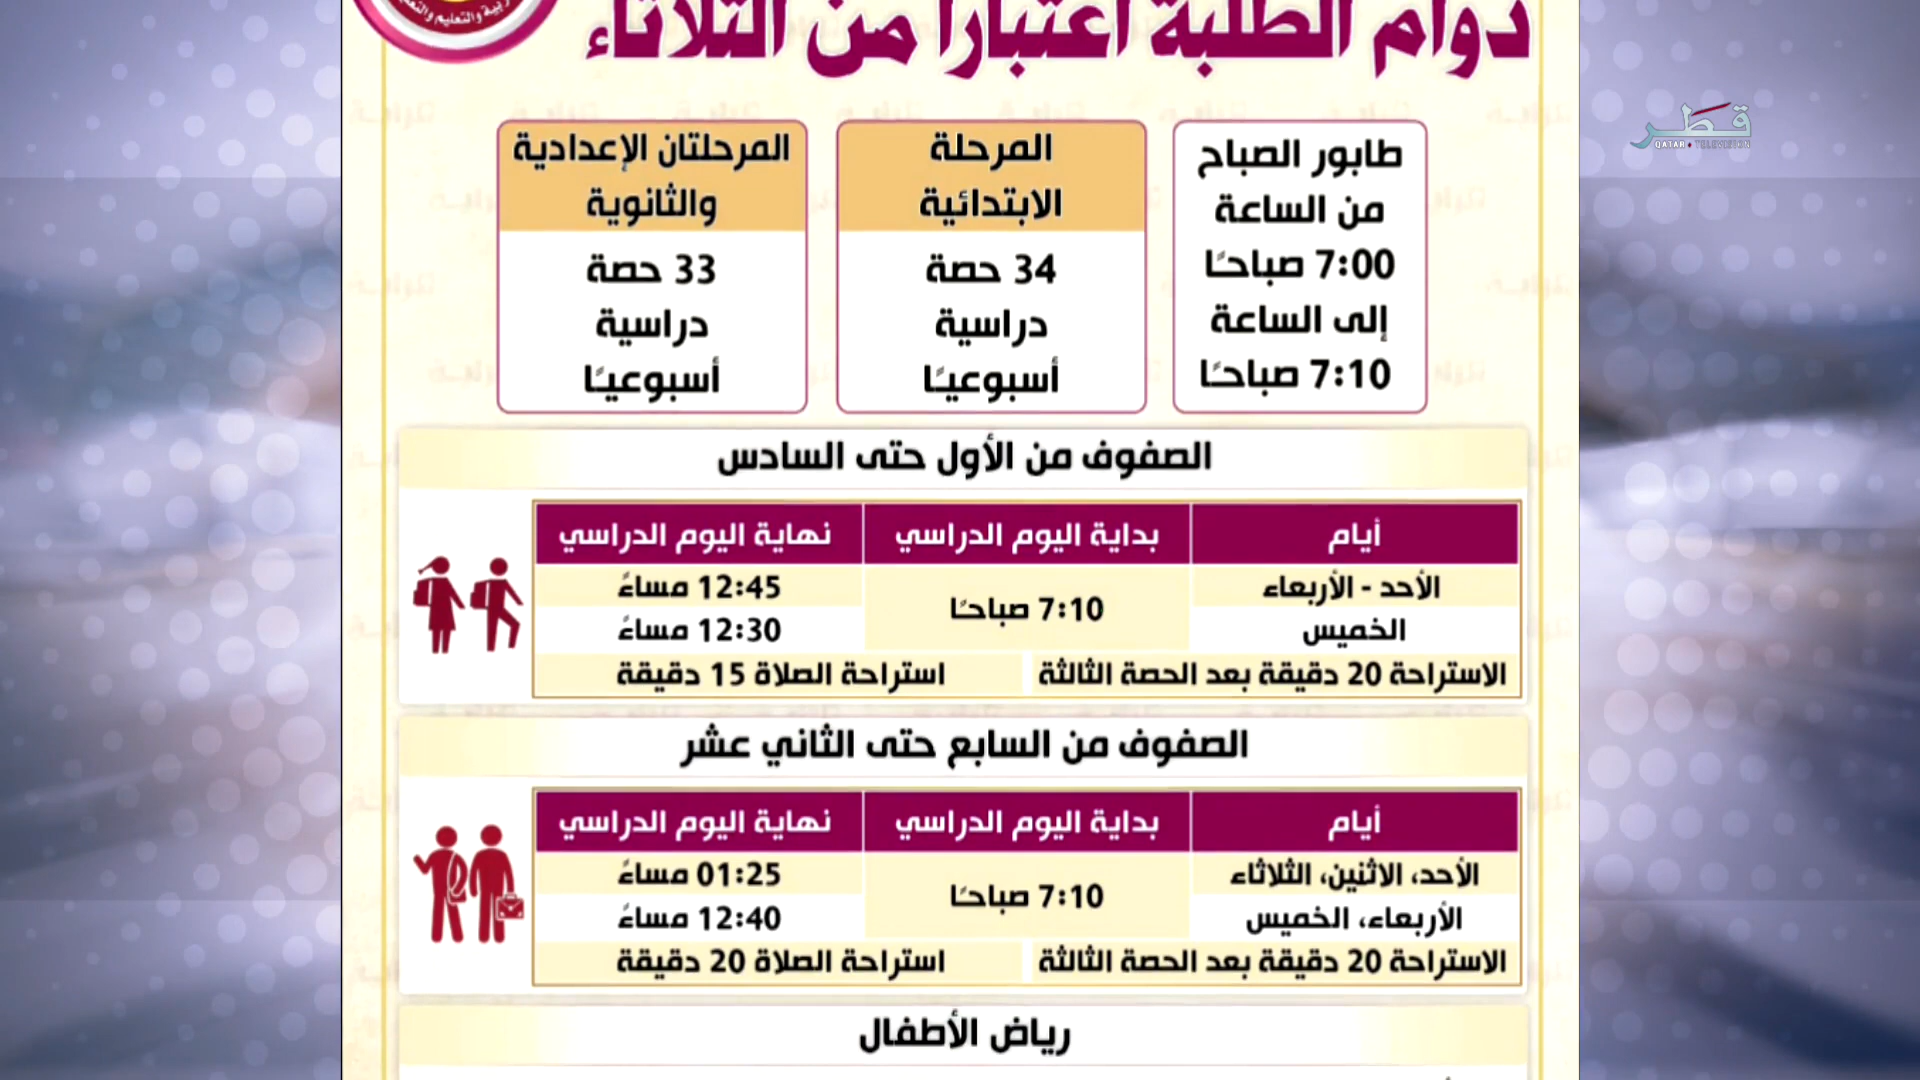 دوام الطلبة اعتبارا من الثلاثاء
قطر
QATAR TELEVISION
طابور الصباح
من الساعة
7:00 صباحًا
إلى الساعة
7:10 صباحًا
المرحلة
الابتدائية
34 حصة
دراسية
أسبوعيًا
المرحلتان الإعدادية
والثانوية
33 حصة
دراسية
أسبوعيًا
الصفوف من الأول حتى السادس
أيام بداية اليوم الدراسي نهاية اليوم الدراسي
الأحد - الأربعاء 7:10 صباحًا 12:45 مساءً
الخميس 12:30 مساءً
الاستراحة 20 دقيقة بعد الحصة الثالثة استراحة الصلاة 15 دقيقة
الصفوف من السابع حتى الثاني عشر
أيام بداية اليوم الدراسي نهاية اليوم الدراسي
الأحد، الاثنين، الثلاثاء 7:10 صباحًا 01:25 مساءً
الأربعاء، الخميس 12:40 مساءً
الاستراحة 20 دقيقة بعد الحصة الثالثة استراحة الصلاة 20 دقيقة
رياض الأطفال